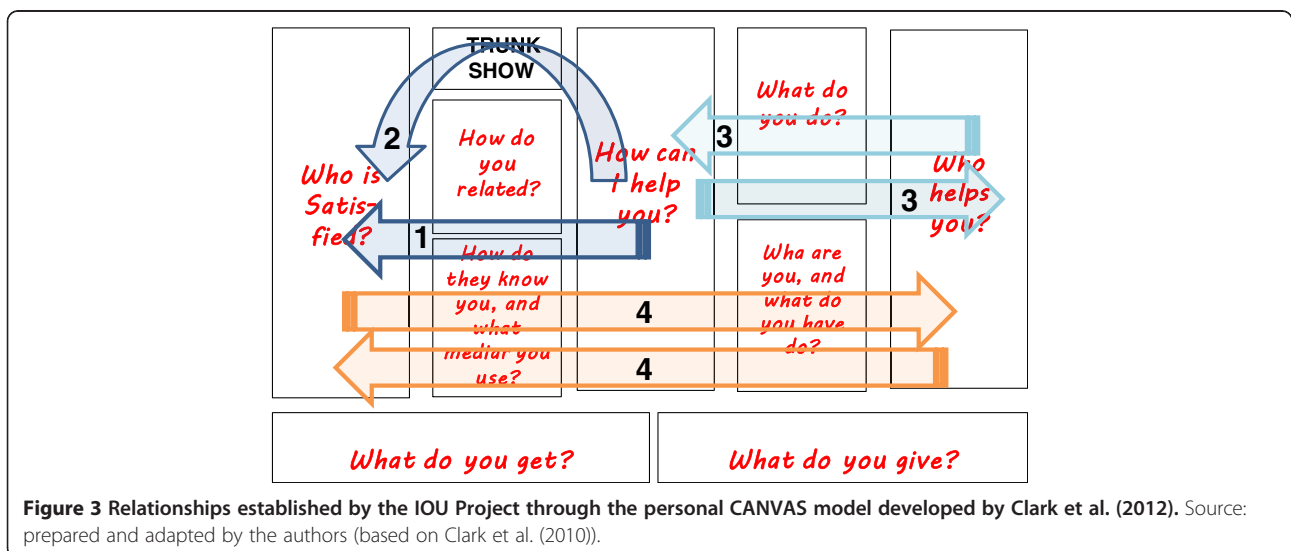 TRUNK
SHOW
Who is
Satis-
fied?
2
1
How do
you
related?
How do
they know
you, and
what
mediar you
use?
How can
I help
you?
What do
you do?
3
3
Wha are
you, and
what do
you have
do?
Who
helps
you?
4
4
What do you get?
What do you give?
Figure 3 Relationships established by the IOU Project through the personal CANVAS model developed by Clark et al. (2012). Source:
prepared and adapted by the authors (based on Clark et al. (2010)).